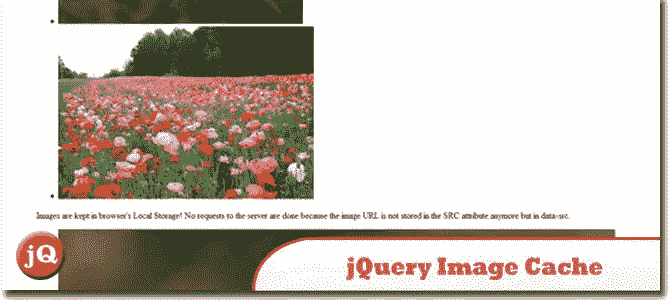 Images are kept in browser's Local Storage! No requests to the server are done because the image URL is not stored in the SRC attribute anymore but in data-src.
jQ
jQuery Image Cache